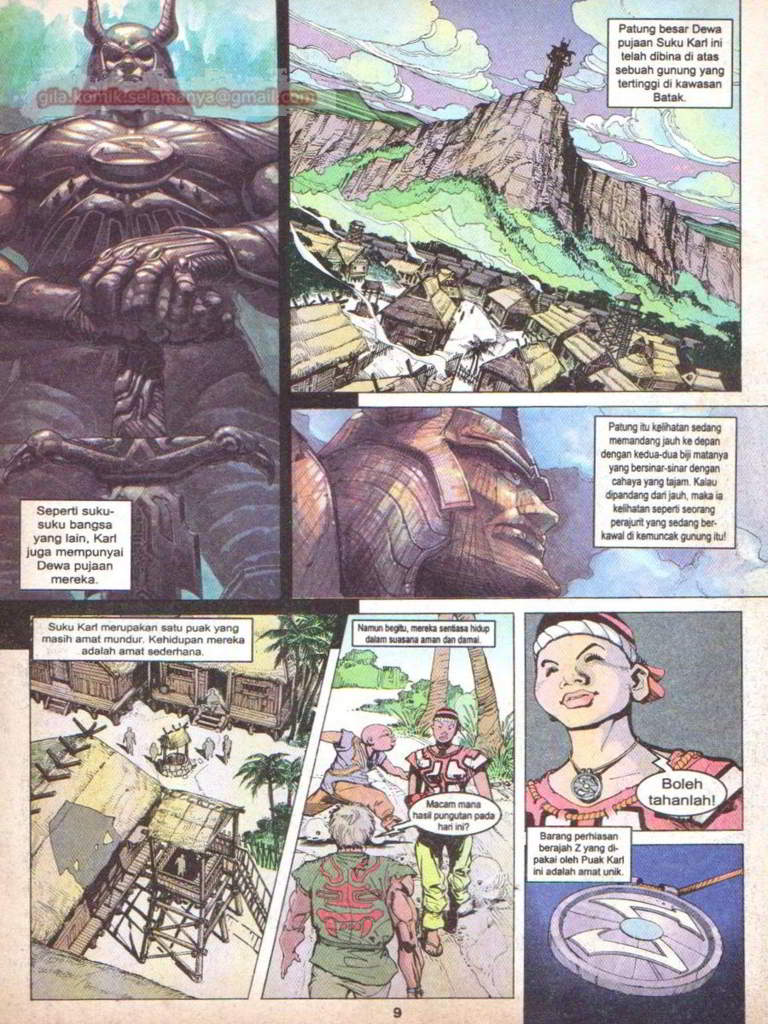 gila.komik.selamanya@gmail.com
Seperti suku-
suku bangsa
yang lain, Karl
juga mempunyai
Dewa pujaan
mereka.
Patung besar Dewa
pujaan Suku Karl ini
telah dibina di atas
sebuah gunung yang
tertinggi di kawasan
Batak.
Patung itu kelihatan sedang
memandang jauh ke depan
dengan kedua-dua biji matanya
yang bersinar-sinar dengan
cahaya yang tajam. Kalau
dipandang dari jauh, maka ia
kelihatan seperti seorang
perajurit yang sedang ber-
kawal di kemuncak gunung itu!
Suku Karl merupakan satu puak yang
masih amat mundur. Kehidupan mereka
adalah amat sederhana.
Namun begitu, mereka sentiasa hidup
dalam suasana aman dan damai.
Macam mana
hasil pungutan pada
hari ini?
Boleh
tahanlah!
Barang perhiasan
berajah Z yang di-
pakai oleh Puak Karl
ini adalah amat unik.
9